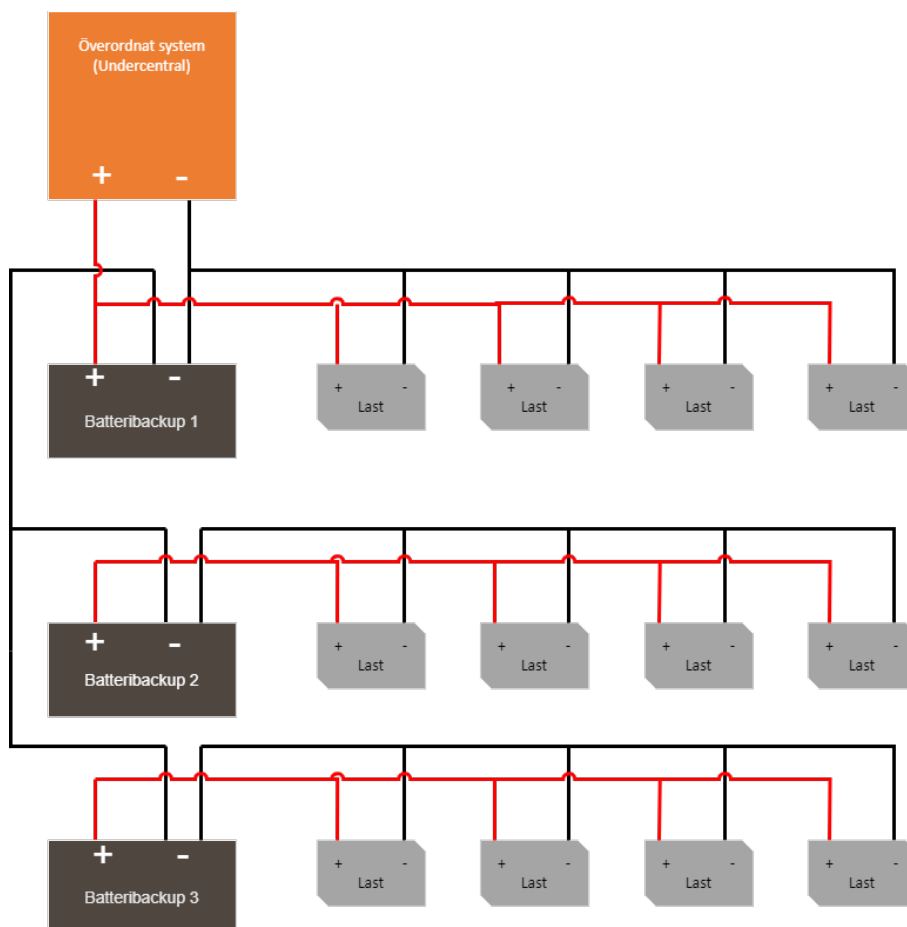 Överordnat system
(Undercentral)
+ -
+ -
Batteribackup 1
+ -
Last
+ -
Last
+ -
Last
+ -
Last
+ -
Batteribackup 2
+ -
Last
+ -
Last
+ -
Last
+ -
Last
+ -
Batteribackup 3
+ -
Last
+ -
Last
+ -
Last
+ -
Last